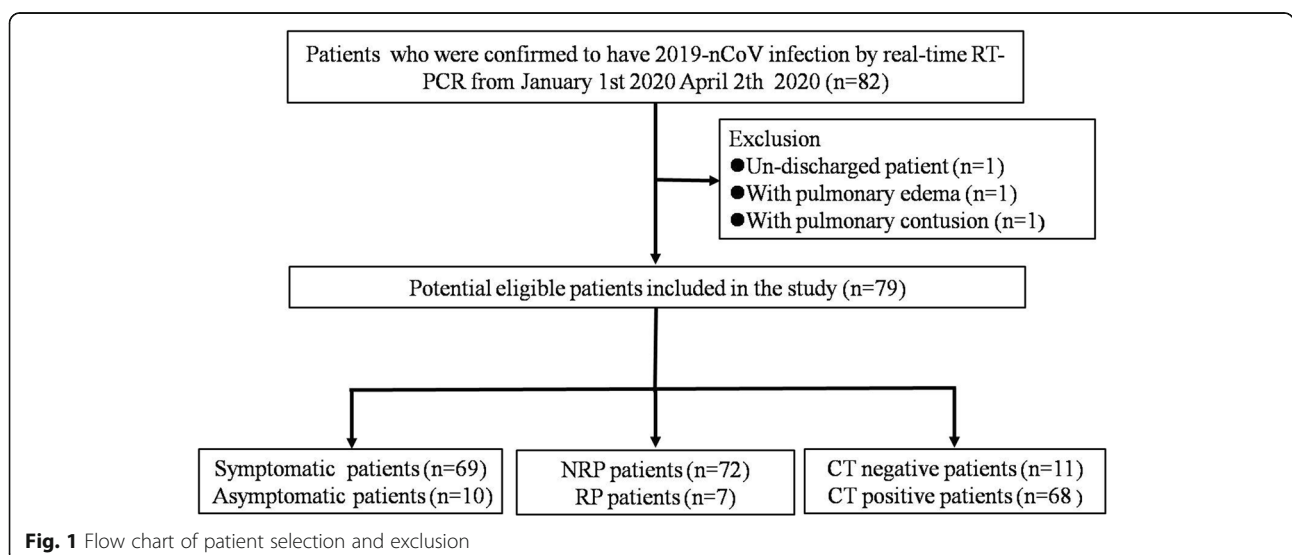 Patients who were confirmed to have 2019-nCoV infection by real-time RT-
PCR from January 1st 2020 April 2th 2020 (n=82)
Exclusion
●Un-discharged patient (n=1)
●With pulmonary edema (n=1)
●With pulmonary contusion (n=1)
Potential eligible patients included in the study (n=79)
Symptomatic patients (n=69)
Asymptomatic patients (n=10)
NRP patients (n=72)
RP patients (n=7)
CT negative patients (n=11)
CT positive patients (n=68)
Fig. 1 Flow chart of patient selection and exclusion